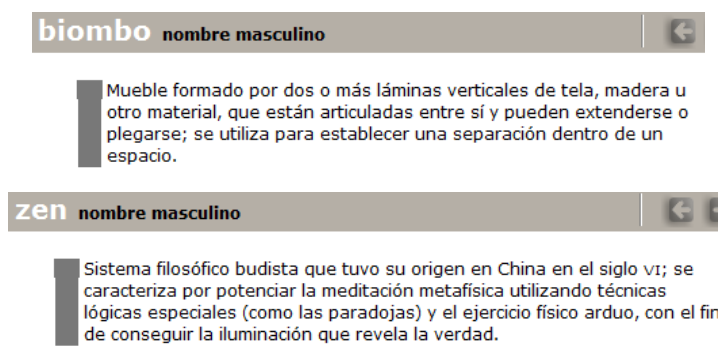 biombo nombre masculino
Mueble formado por dos o más láminas verticales de tela, madera u
otro material, que están articuladas entre sí y pueden extenderse o
plegarse; se utiliza para establecer una separación dentro de un
espacio.
zen nombre masculino
Sistema filosófico budista que tuvo su origen en China en el siglo VI; se
caracteriza por potenciar la meditación metafísica utilizando técnicas
lógicas especiales (como las paradojas) y el ejercicio físico arduo, con el fin
de conseguir la iluminación que revela la verdad.